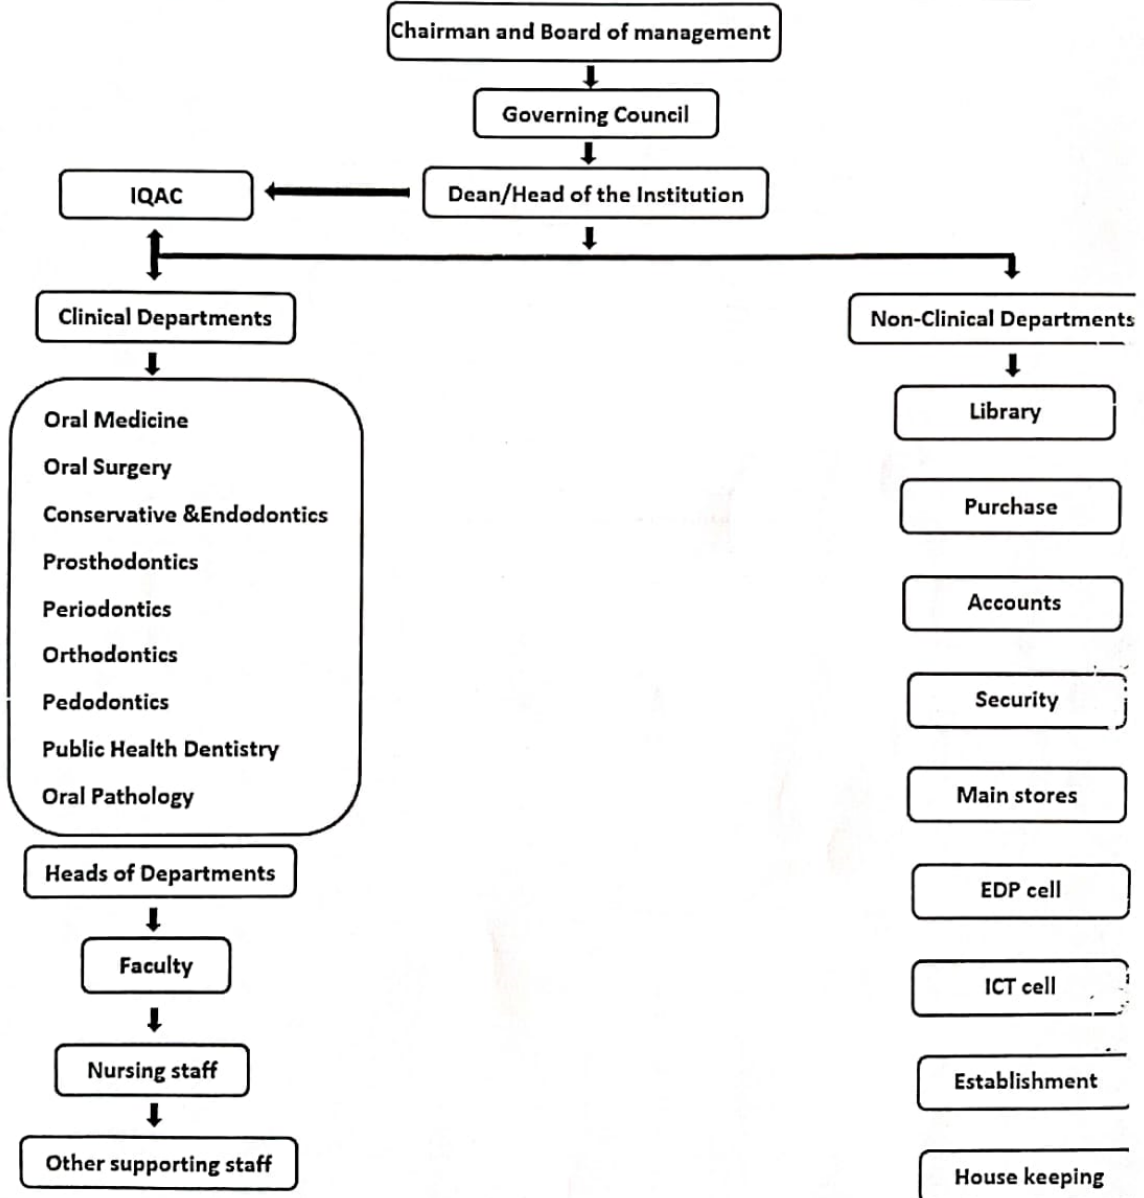 Chairman and Board of management
Governing Council
IQAC
Dean/Head of the Institution
Clinical Departments
Non-Clinical Departments
Oral Medicine
Oral Surgery
Conservative &Endodontics
Prosthodontics
Periodontics
Orthodontics
Pedodontics
Public Health Dentistry
Oral Pathology
Heads of Departments
Faculty
Nursing staff
Other supporting staff
Library
Purchase
Accounts
Security
Main stores
EDP cell
ICT cell
Establishment
House keeping